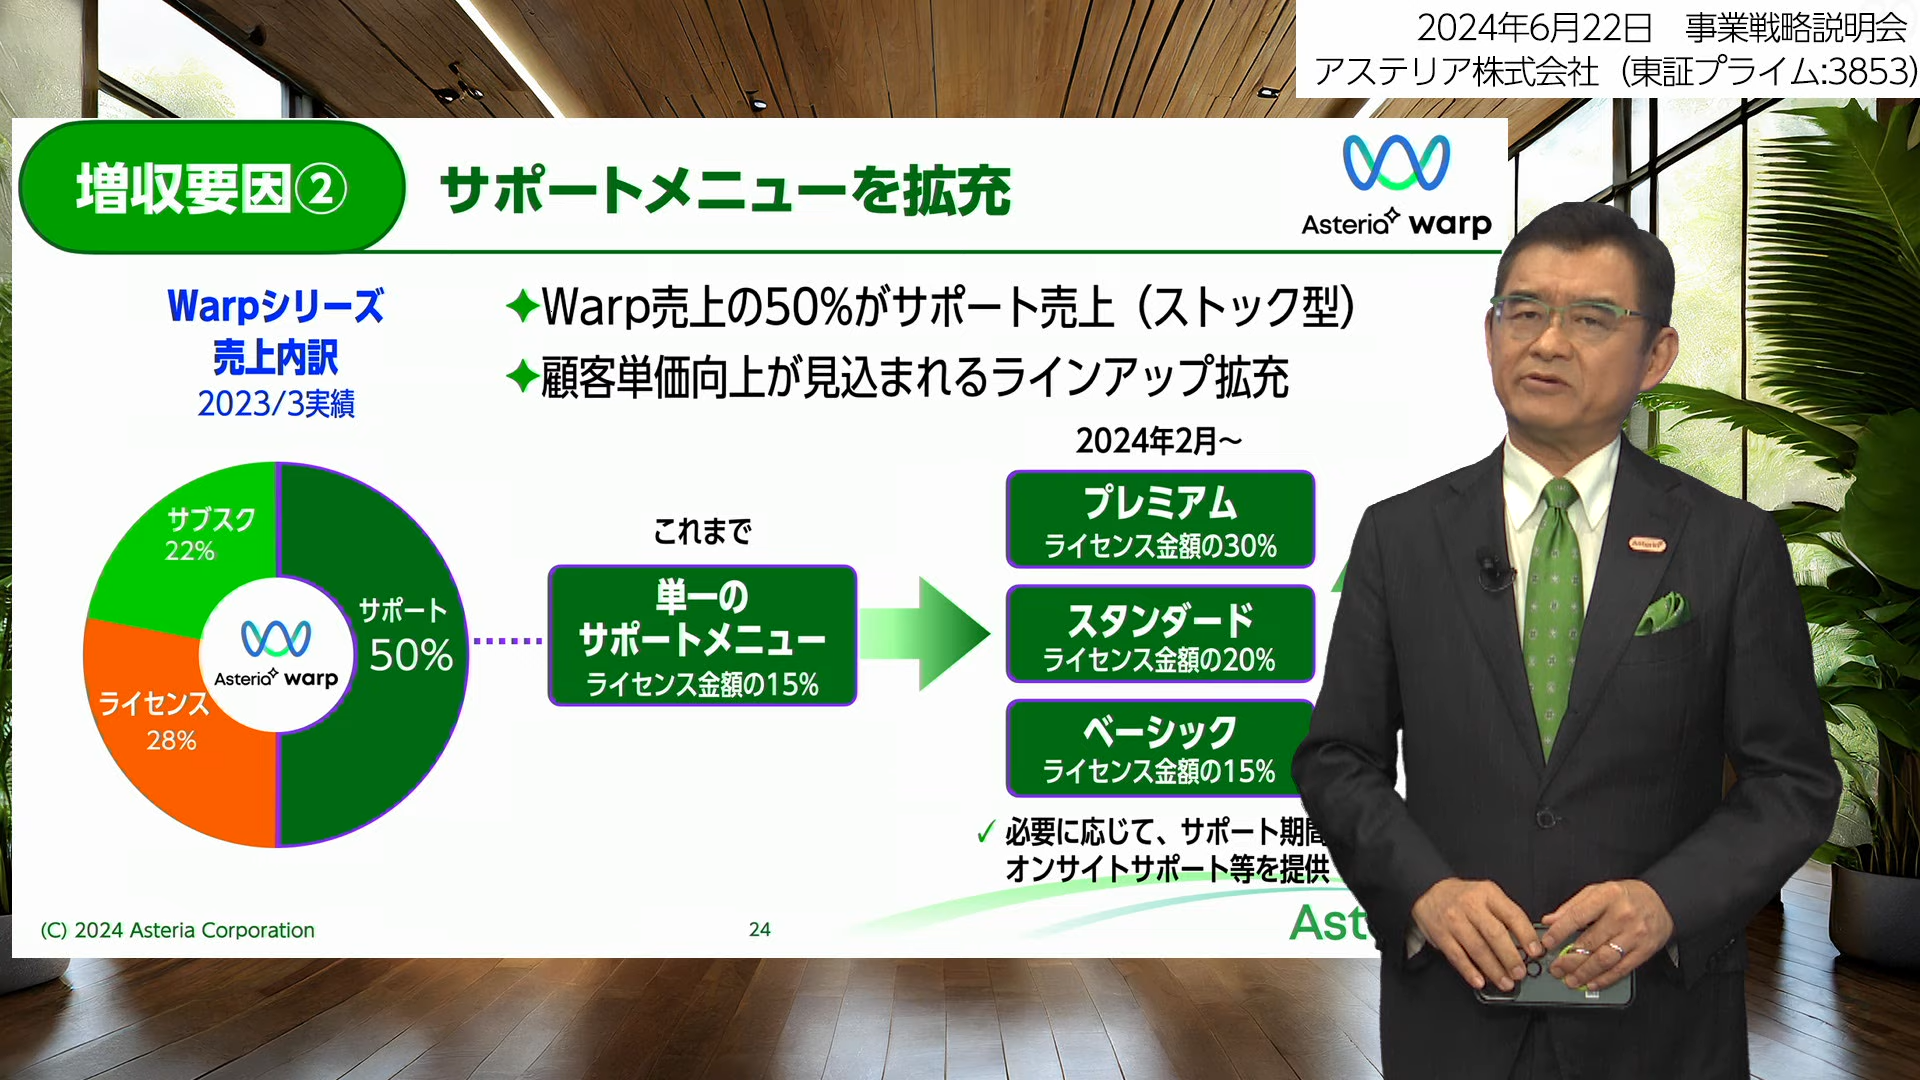 2024年6月22日　事業戦略説明会
アステリア株式会社（東証プライム:3853)
増収要因②
サポートメニューを拡充
Asteria warp
Warpシリーズ
売上内訳
2023/3実績
✦Warp売上の50%がサポート売上（ストック型）
✦顧客単価向上が見込まれるラインアップ拡充
サブスク
22%
サポート
50%
ライセンス
28%
Asteria warp
これまで
単一の
サポートメニュー
ライセンス金額の15%
2024年2月～
プレミアム
ライセンス金額の30%
スタンダード
ライセンス金額の20%
ベーシック
ライセンス金額の15%
✓ 必要に応じて、サポート期間
オンサイトサポート等を提供
(C) 2024 Asteria Corporation
24
Ast
Asteria